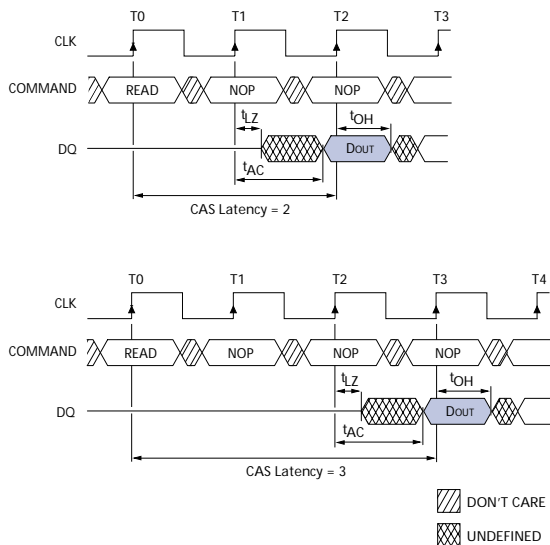 T0 T1 T2 T3
CLK
COMMAND READ NOP NOP
tLZ tOH
DQ DOUT
tAC
CAS Latency = 2
T0 T1 T2 T3 T4
CLK
COMMAND READ NOP NOP NOP
tLZ tOH
DQ DOUT
tAC
CAS Latency = 3
DON'T CARE
UNDEFINED